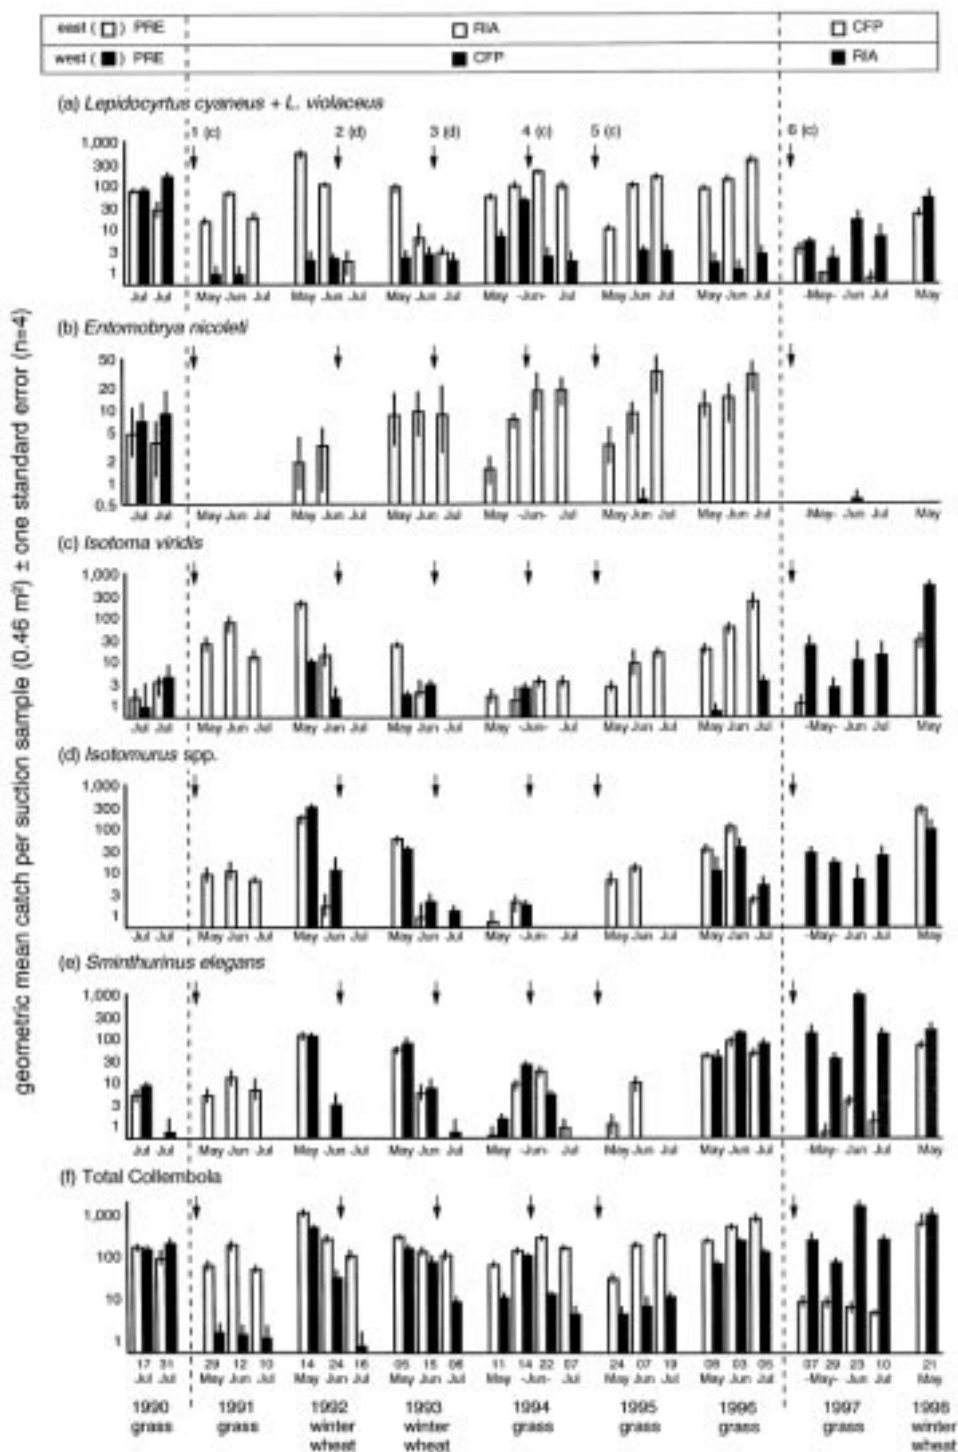 east ( □ ) PRE □ RIA □ CFP
west ( ■ ) PRE ■ CFP ■ RIA
(a) Lepidocyrtus cyaneus + L. violaceus
1 (c) 2 (d) 3 (d) 4 (c) 5 (c) 6 (c)
1,000
300
100
30
10
3
1
Jul Jul May Jun Jul May Jun Jul May Jun Jul May -Jun- Jul May Jun Jul May Jun Jul -May- Jun Jul May
(b) Entomobrya nicoleti
50
20
10
5
2
1
0.5
Jul Jul May Jun Jul May Jun Jul May Jun Jul May -Jun- Jul May Jun Jul May Jun Jul -May- Jun Jul May
(c) Isotoma viridis
1,000
300
100
30
10
3
1
Jul Jul May Jun Jul May Jun Jul May Jun Jul May -Jun- Jul May Jun Jul May Jun Jul -May- Jun Jul May
(d) Isotomurus spp.
1,000
300
100
30
10
3
1
Jul Jul May Jun Jul May Jun Jul May Jun Jul May -Jun- Jul May Jun Jul May Jun Jul -May- Jun Jul May
(e) Sminthurinus elegans
1,000
300
100
30
10
3
1
Jul Jul May Jun Jul May Jun Jul May Jun Jul May -Jun- Jul May Jun Jul May Jun Jul -May- Jun Jul May
(f) Total Collembola
1,000
100
10
1
17 31 29 12 10 14 24 16 05 15 06 11 14 22 07 24 07 19 08 03 05 07 29 23 10 21
Jul Jul May Jun Jul May Jun Jul May Jun Jul May -Jun- Jul May Jun Jul May Jun Jul -May- Jun Jul May
1990 1991 1992 1993 1994 1995 1996 1997 1998
grass grass winter winter grass grass grass grass winter
wheat wheat wheat
geometric mean catch per suction sample (0.46 m²) ± one standard error (n=4)